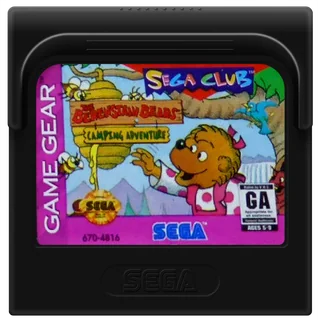 SEGA CLUB
THE
BERENSTAIN BEARS'
CAMPING ADVENTURE
GAME GEAR
GA
AGES 5-9
SEGA
670-4816
SEGA
SEGA